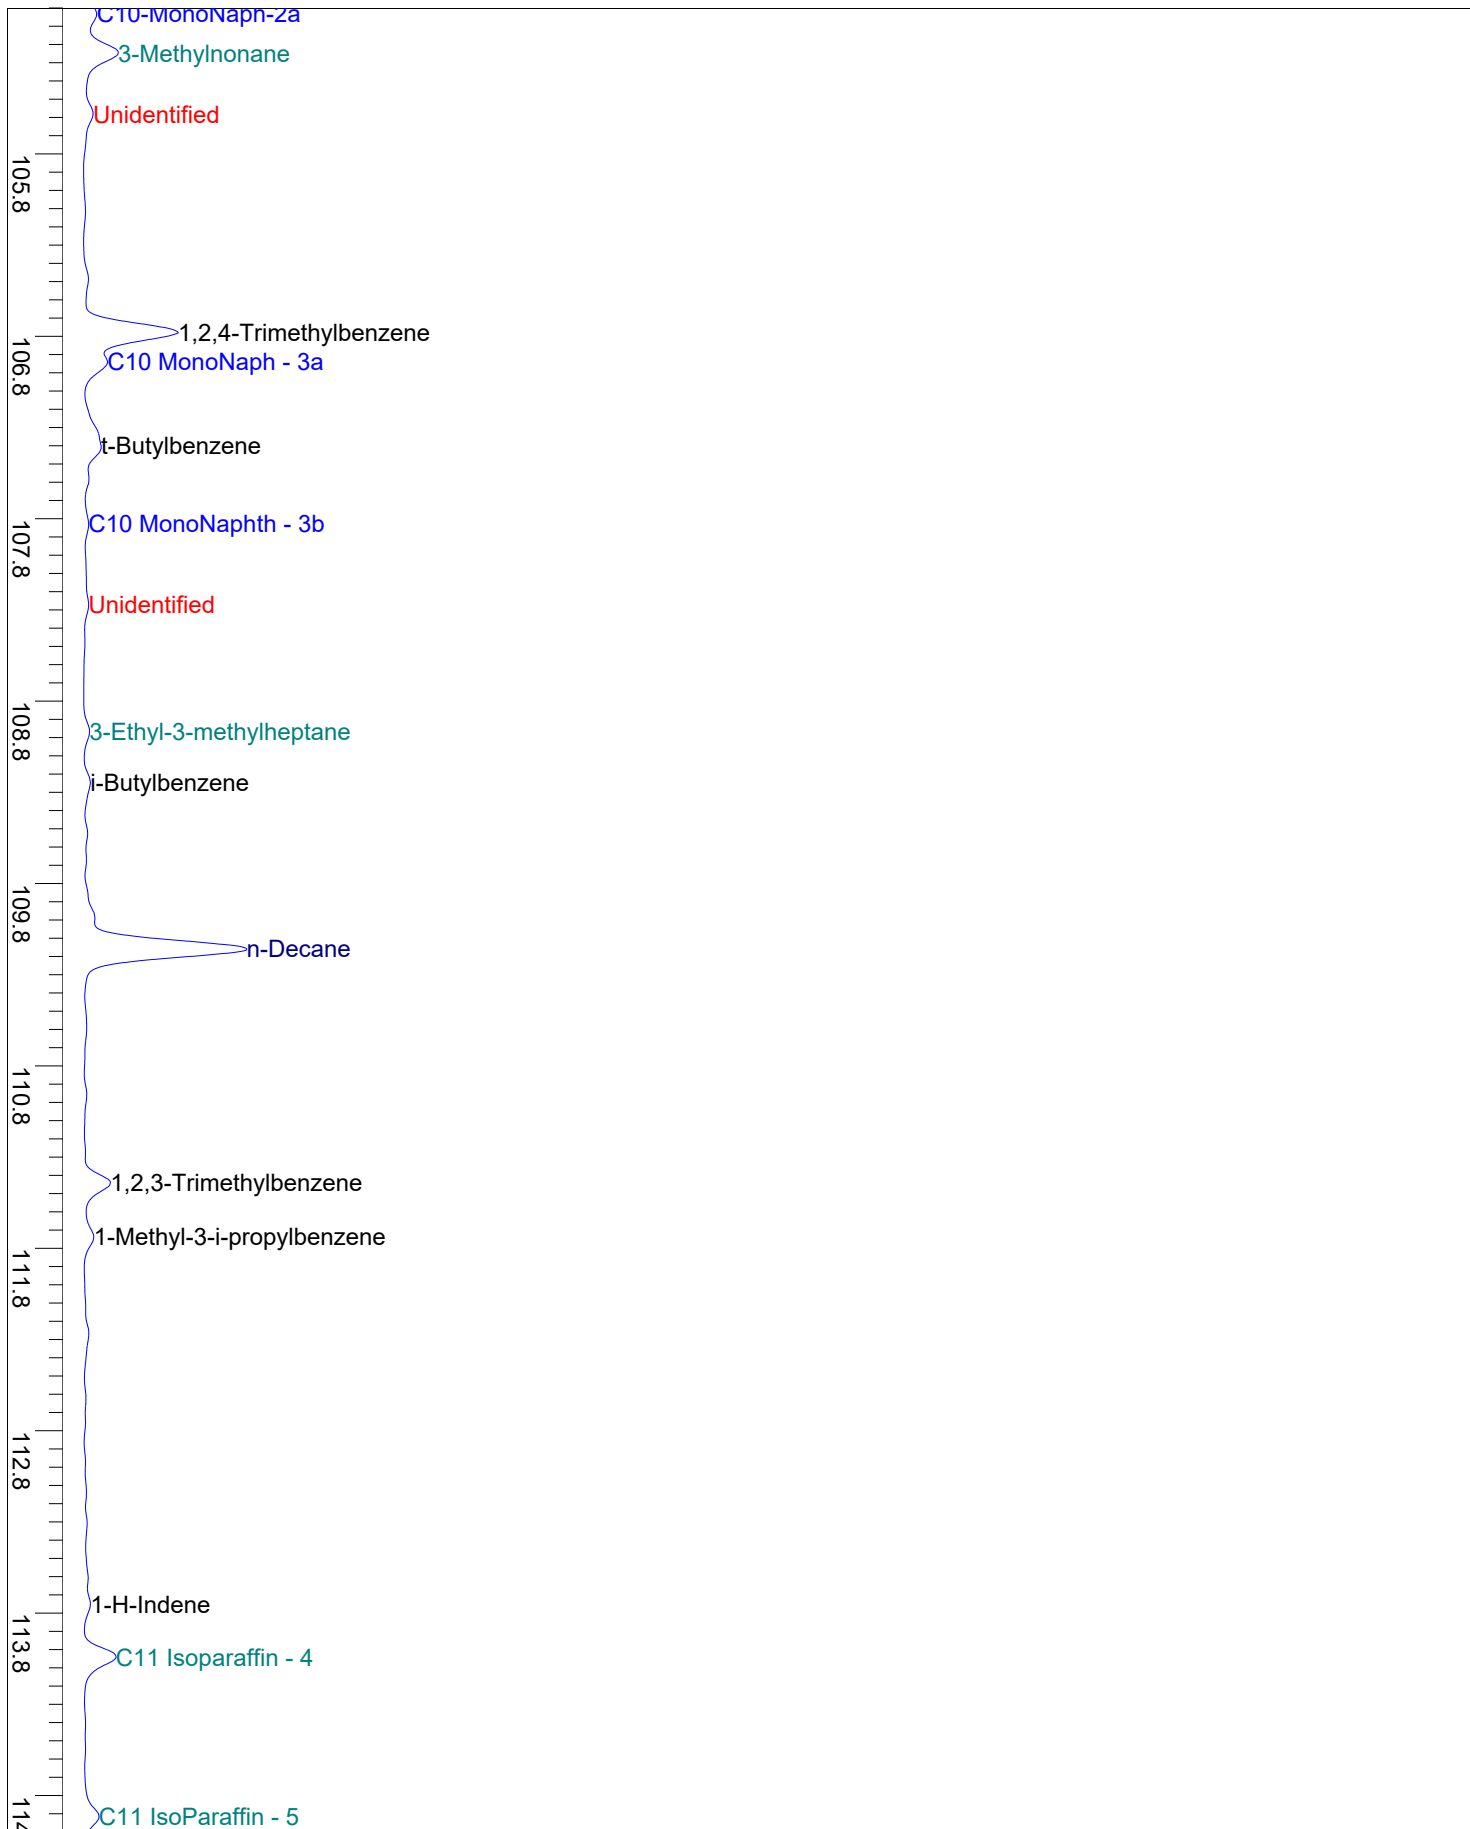 C10-MonoNaph-2a
3-Methylnonane
Unidentified
105.8
1,2,4-Trimethylbenzene
106.8
C10 MonoNaph - 3a
t-Butylbenzene
107.8
C10 MonoNaphth - 3b
Unidentified
108.8
3-Ethyl-3-methylheptane
i-Butylbenzene
109.8
n-Decane
110.8
1,2,3-Trimethylbenzene
1-Methyl-3-i-propylbenzene
111.8
112.8
1-H-Indene
113.8
C11 Isoparaffin - 4
114
C11 IsoParaffin - 5